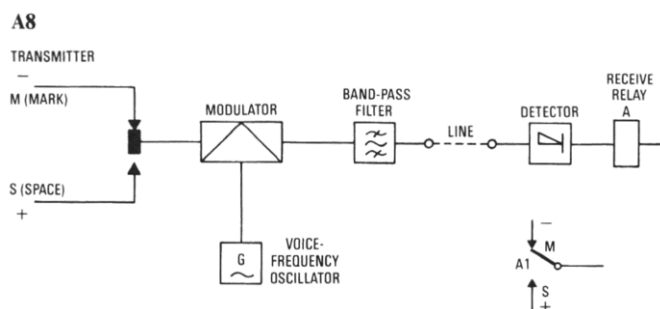 A8
TRANSMITTER
−
M (MARK)
S (SPACE)
+
MODULATOR
G
VOICE-
FREQUENCY
OSCILLATOR
BAND-PASS
FILTER
LINE
DETECTOR
RECEIVE
RELAY
A
−
M
A1
S
+